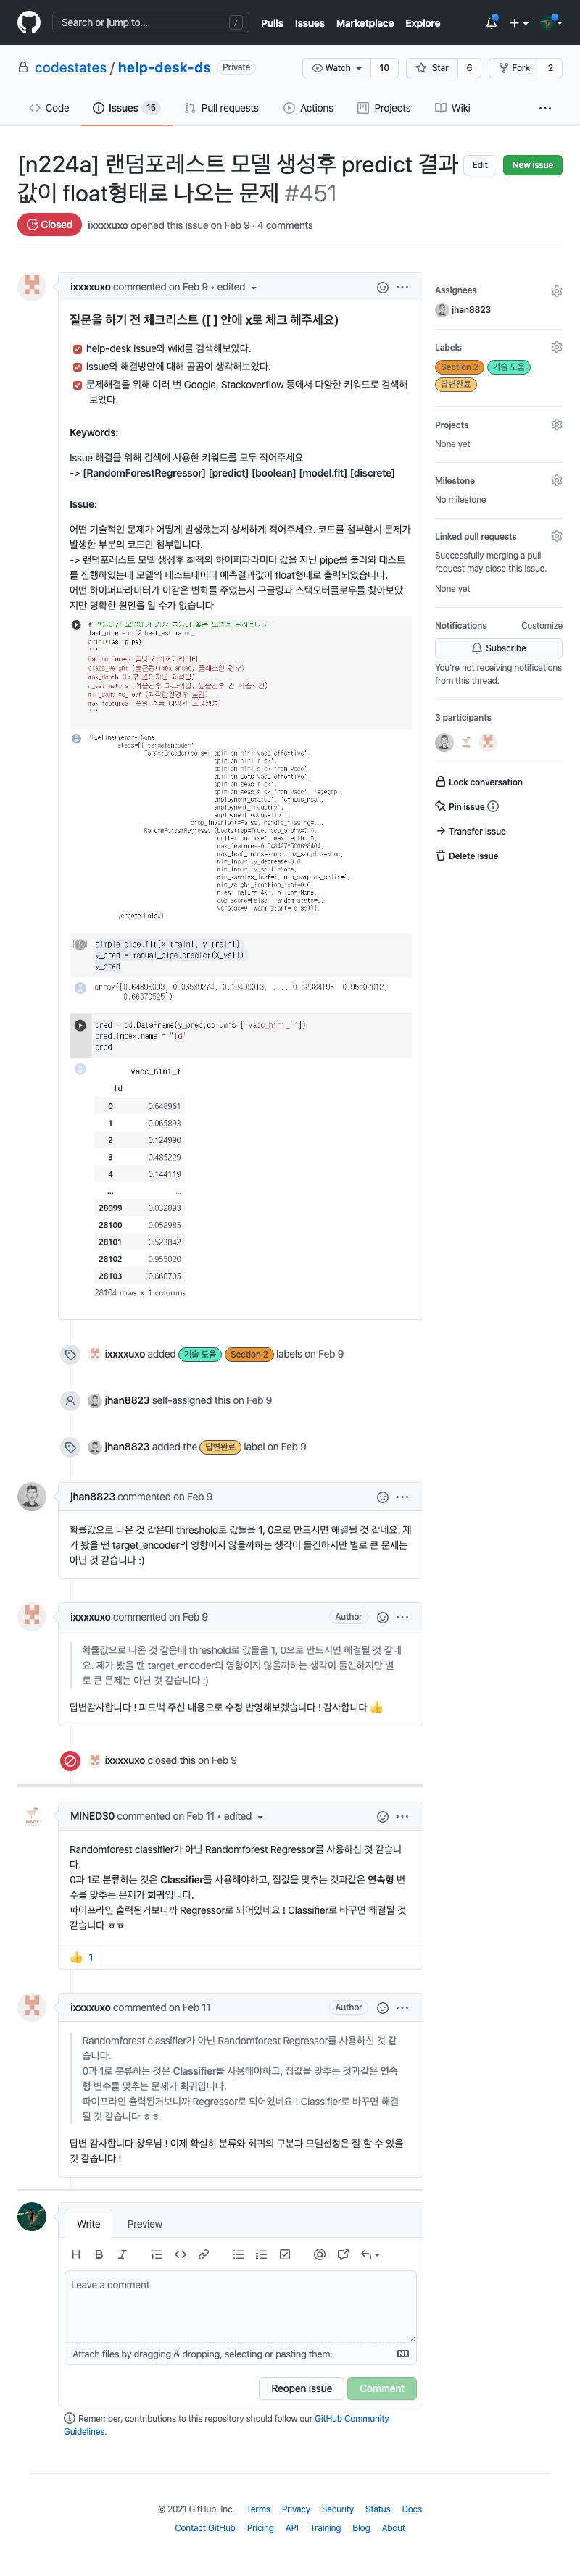 Search or jump to...
/
Pulls Issues Marketplace Explore
codestates / help-desk-ds Private
Watch 10 Star 6 Fork 2
Code Issues 15 Pull requests Actions Projects Wiki
[n224a] 랜덤포레스트 모델 생성후 predict 결과
값이 float형태로 나오는 문제 #451
Edit New issue
Closed ixxxxuxo opened this issue on Feb 9 · 4 comments
ixxxxuxo commented on Feb 9 • edited
질문을 하기 전 체크리스트 ([ ] 안에 x로 체크 해주세요)
help-desk issue와 wiki를 검색해보았다.
issue와 해결방안에 대해 곰곰이 생각해보았다.
문제해결을 위해 여러 번 Google, Stackoverflow 등에서 다양한 키워드로 검색해
보았다.
Keywords:
Issue 해결을 위해 검색에 사용한 키워드를 모두 적어주세요
-> [RandomForestRegressor] [predict] [boolean] [model.fit] [discrete]
Issue:
어떤 기술적인 문제가 어떻게 발생했는지 상세하게 적어주세요. 코드를 첨부할시 문제가
발생한 부분의 코드만 첨부합니다.
-> 랜덤포레스트 모델 생성후 최적의 하이퍼파라미터 값을 지닌 pipe를 불러와 테스트
를 진행하였는데 모델의 테스트데이터 예측결과값이 float형태로 출력되었습니다.
어떤 하이퍼파라미터가 이같은 변화를 주었는지 구글링과 스택오버플로우를 찾아보았
지만 명확한 원인을 알 수가 없습니다
simple_pipe.fit(X_train1, y_train1)
y_pred = manual_pipe.predict(X_val1)
y_pred
array([0.64896093, 0.06589274, 0.12499013, ..., 0.52384196, 0.95502012,
0.66870525])
pred = pd.DataFrame(y_pred,columns=['vacc_h1n1_f'])
pred.index.name = "id"
pred
vacc_h1n1_f
id
0 0.648961
1 0.065893
2 0.124990
3 0.485229
4 0.144119
... ...
28099 0.032893
28100 0.052985
28101 0.523842
28102 0.955020
28103 0.668705
28104 rows × 1 columns
ixxxxuxo added 기술 도움 Section 2 labels on Feb 9
jhan8823 self-assigned this on Feb 9
jhan8823 added the 답변완료 label on Feb 9
jhan8823 commented on Feb 9
확률값으로 나온 것 같은데 threshold로 값들을 1, 0으로 만드시면 해결될 것 같네요. 제
가 봤을 땐 target_encoder의 영향이지 않을까하는 생각이 들긴하지만 별로 큰 문제는
아닌 것 같습니다 :)
ixxxxuxo commented on Feb 9 Author
확률값으로 나온 것 같은데 threshold로 값들을 1, 0으로 만드시면 해결될 것 같네
요. 제가 봤을 땐 target_encoder의 영향이지 않을까하는 생각이 들긴하지만 별
로 큰 문제는 아닌 것 같습니다 :)
답변감사합니다 ! 피드백 주신 내용으로 수정 반영해보겠습니다 ! 감사합니다 👍
ixxxxuxo closed this on Feb 9
MINED30 commented on Feb 11 • edited
Randomforest classifier가 아닌 Randomforest Regressor를 사용하신 것 같습니
다.
0과 1로 분류하는 것은 Classifier를 사용해야하고, 집값을 맞추는 것과같은 연속형 변
수를 맞추는 문제가 회귀입니다.
파이프라인 출력된거보니까 Regressor로 되어있네요 ! Classifier로 바꾸면 해결될 것
같습니다 ㅎㅎ
👍 1
ixxxxuxo commented on Feb 11 Author
Randomforest classifier가 아닌 Randomforest Regressor를 사용하신 것 같
습니다.
0과 1로 분류하는 것은 Classifier를 사용해야하고, 집값을 맞추는 것과같은 연속
형 변수를 맞추는 문제가 회귀입니다.
파이프라인 출력된거보니까 Regressor로 되어있네요 ! Classifier로 바꾸면 해결
될 것 같습니다 ㅎㅎ
답변 감사합니다 창우님 ! 이제 확실히 분류와 회귀의 구분과 모델선정은 잘 할 수 있을
것 같습니다 !
Write Preview
Leave a comment
Attach files by dragging & dropping, selecting or pasting them.
Reopen issue Comment
Remember, contributions to this repository should follow our GitHub Community
Guidelines.
Assignees
jhan8823
Labels
Section 2 기술 도움
답변완료
Projects
None yet
Milestone
No milestone
Linked pull requests
Successfully merging a pull
request may close this issue.
None yet
Notifications Customize
Subscribe
You're not receiving notifications
from this thread.
3 participants
Lock conversation
Pin issue
Transfer issue
Delete issue
© 2021 GitHub, Inc. Terms Privacy Security Status Docs
Contact GitHub Pricing API Training Blog About